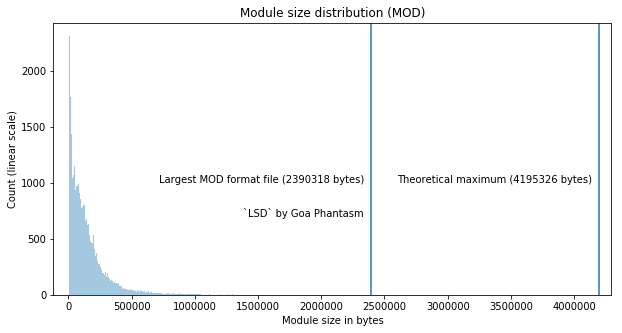 Module size distribution (MOD)
Count (linear scale)
2000
1500
1000
500
0
Largest MOD format file (2390318 bytes)
Theoretical maximum (4195326 bytes)
`LSD` by Goa Phantasm
0 500000 1000000 1500000 2000000 2500000 3000000 3500000 4000000
Module size in bytes